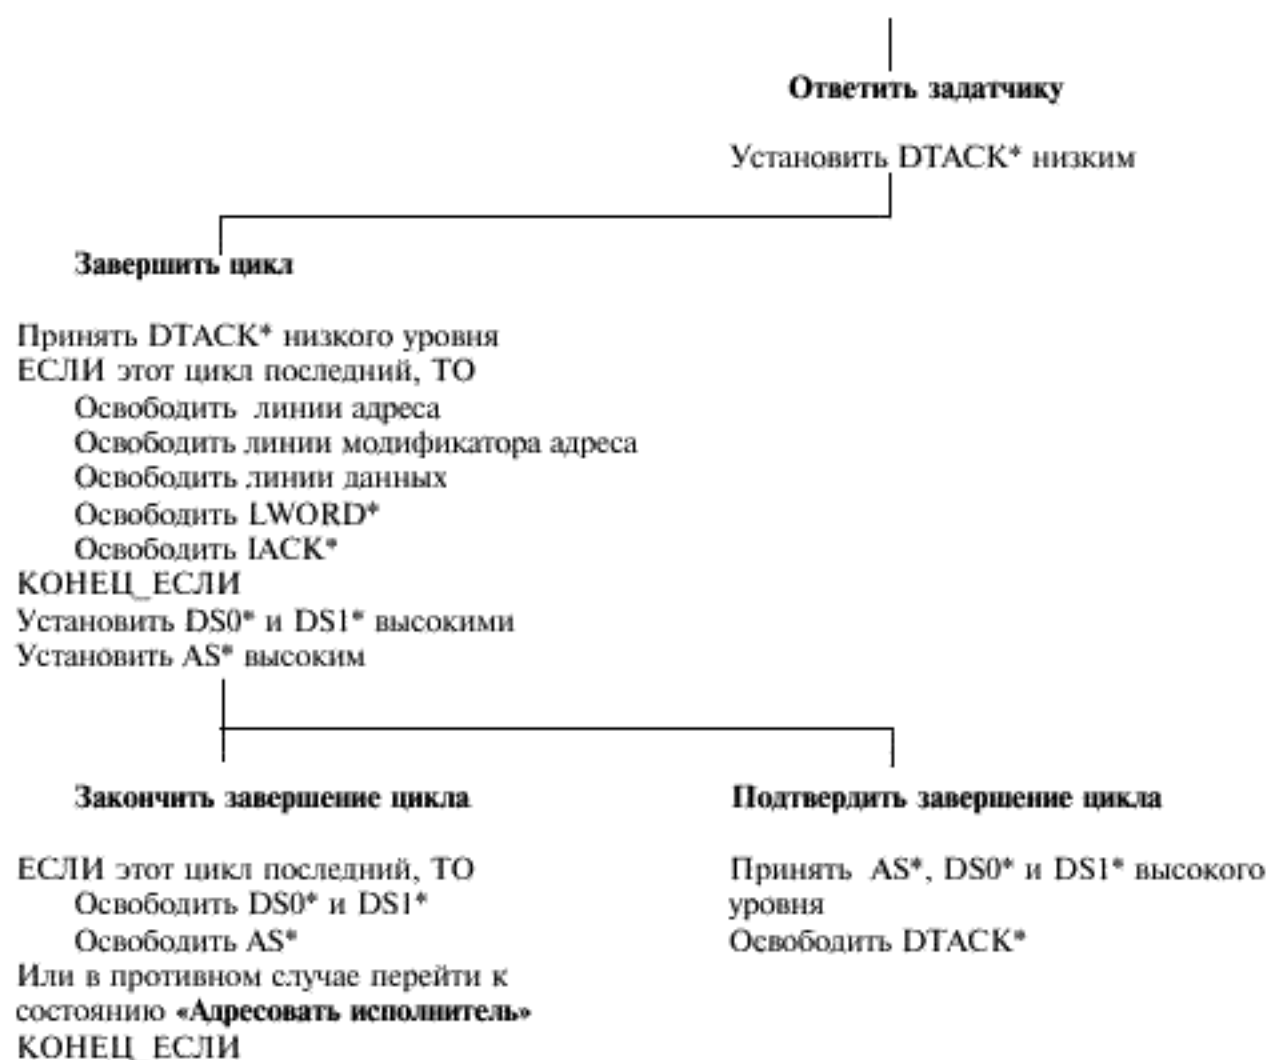 Ответить задатчику
Установить DTACK* низким
Завершить цикл
Принять DTACK* низкого уровня
ЕСЛИ этот цикл последний, ТО
Освободить линии адреса
Освободить линии модификатора адреса
Освободить линии данных
Освободить LWORD*
Освободить IACK*
КОНЕЦ_ЕСЛИ
Установить DS0* и DS1* высокими
Установить AS* высоким
Закончить завершение цикла
ЕСЛИ этот цикл последний, ТО
Освободить DS0* и DS1*
Освободить AS*
Или в противном случае перейти к
состоянию «Адресовать исполнитель»
КОНЕЦ_ЕСЛИ
Подтвердить завершение цикла
Принять AS*, DS0* и DS1* высокого
уровня
Освободить DTACK*